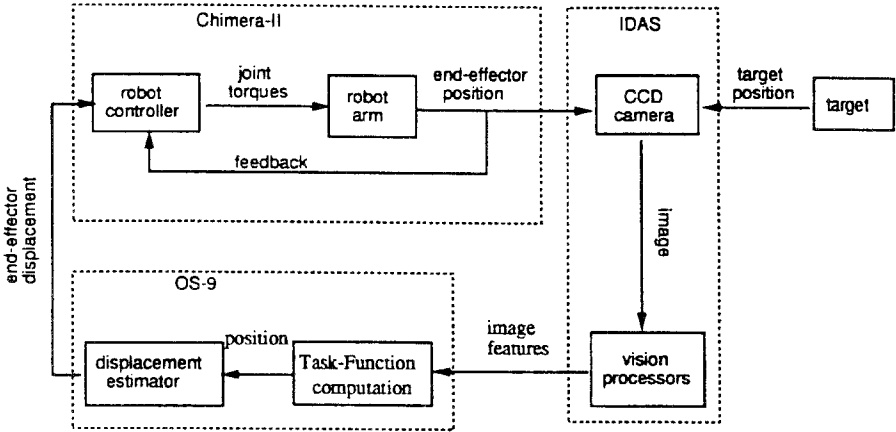 Chimera-II
IDAS
robot
controller
joint
torques
robot
arm
end-effector
position
CCD
camera
target
position
target
feedback
end-effector
displacement
image
OS-9
displacement
estimator
position
Task-Function
computation
image
features
vision
processors